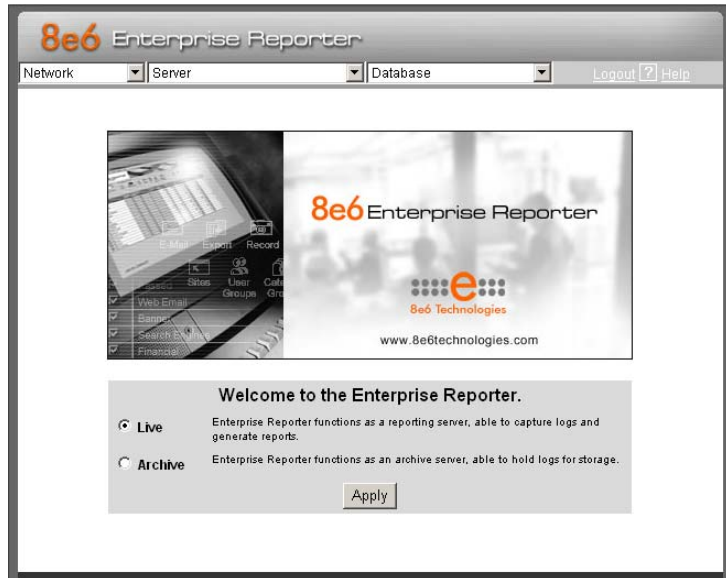 8e6 Enterprise Reporter
Network Server Database Logout ? Help
8e6 Enterprise Reporter
E-Mail Export Record
Sites User Groups
Web Email
Banner
Search Engines
Financial
8e6 Technologies
www.8e6technologies.com
Welcome to the Enterprise Reporter.
Live Enterprise Reporter functions as a reporting server, able to capture logs and
generate reports.
Archive Enterprise Reporter functions as an archive server, able to hold logs for storage.
Apply